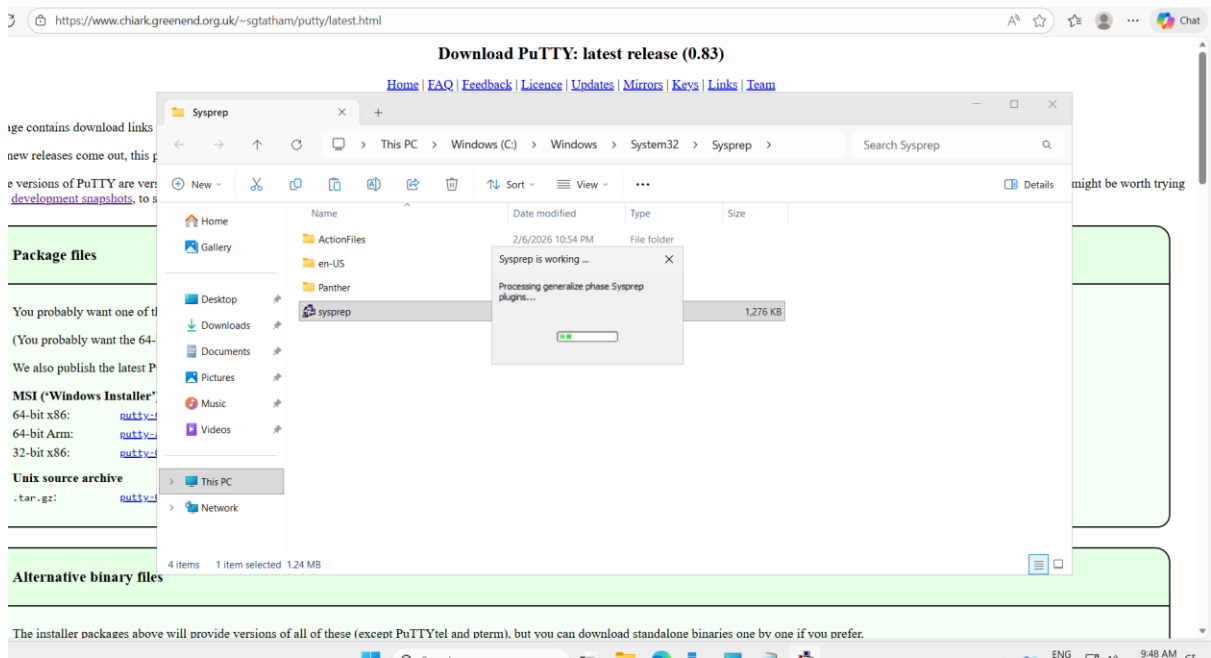 https://www.chiark.greenend.org.uk/~sgtatham/putty/latest.html
Chat
Download PuTTY: latest release (0.83)
Home | FAQ | Feedback | Licence | Updates | Mirrors | Keys | Links | Team
Sysprep
age contains download links
This PC > Windows (C:) > Windows > System32 > Sysprep >
Search Sysprep
new releases come out, this p
e versions of PuTTY are vers
New
Sort
View
Details
might be worth trying
development snapshots, to s
Name
Date modified
Type
Size
Home
Gallery
ActionFiles
2/6/2026 10:54 PM
File folder
en-US
Panther
sysprep
1,276 KB
Sysprep is working ...
Processing generalize phase Sysprep
plugins...
Package files
Desktop
Downloads
Documents
Pictures
Music
Videos
This PC
Network
You probably want one of th
(You probably want the 64-
We also publish the latest P
MSI (‘Windows Installer’)
64-bit x86: putty-
64-bit Arm: putty-
32-bit x86: putty-
Unix source archive
.tar.gz: putty-
4 items 1 item selected 1.24 MB
Alternative binary files
The installer packages above will provide versions of all of these (except PuTTYtel and pterm), but you can download standalone binaries one by one if you prefer.
ENG
9:48 AM